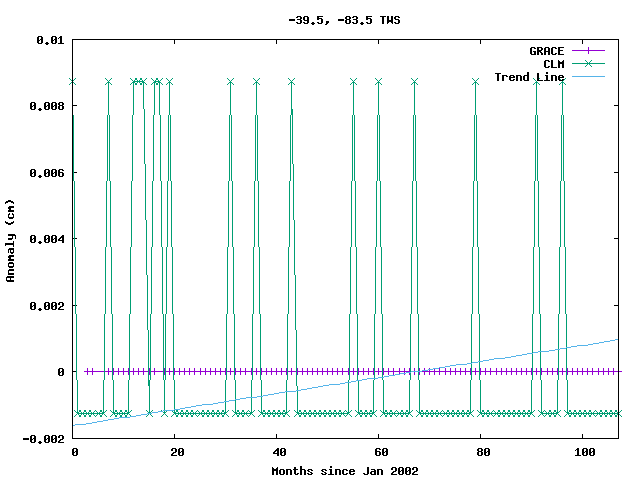 -39.5, -83.5 TWS
GRACE
CLM
Trend Line
Anomaly (cm)
0.01
0.008
0.006
0.004
0.002
0
-0.002
0 20 40 60 80 100
Months since Jan 2002